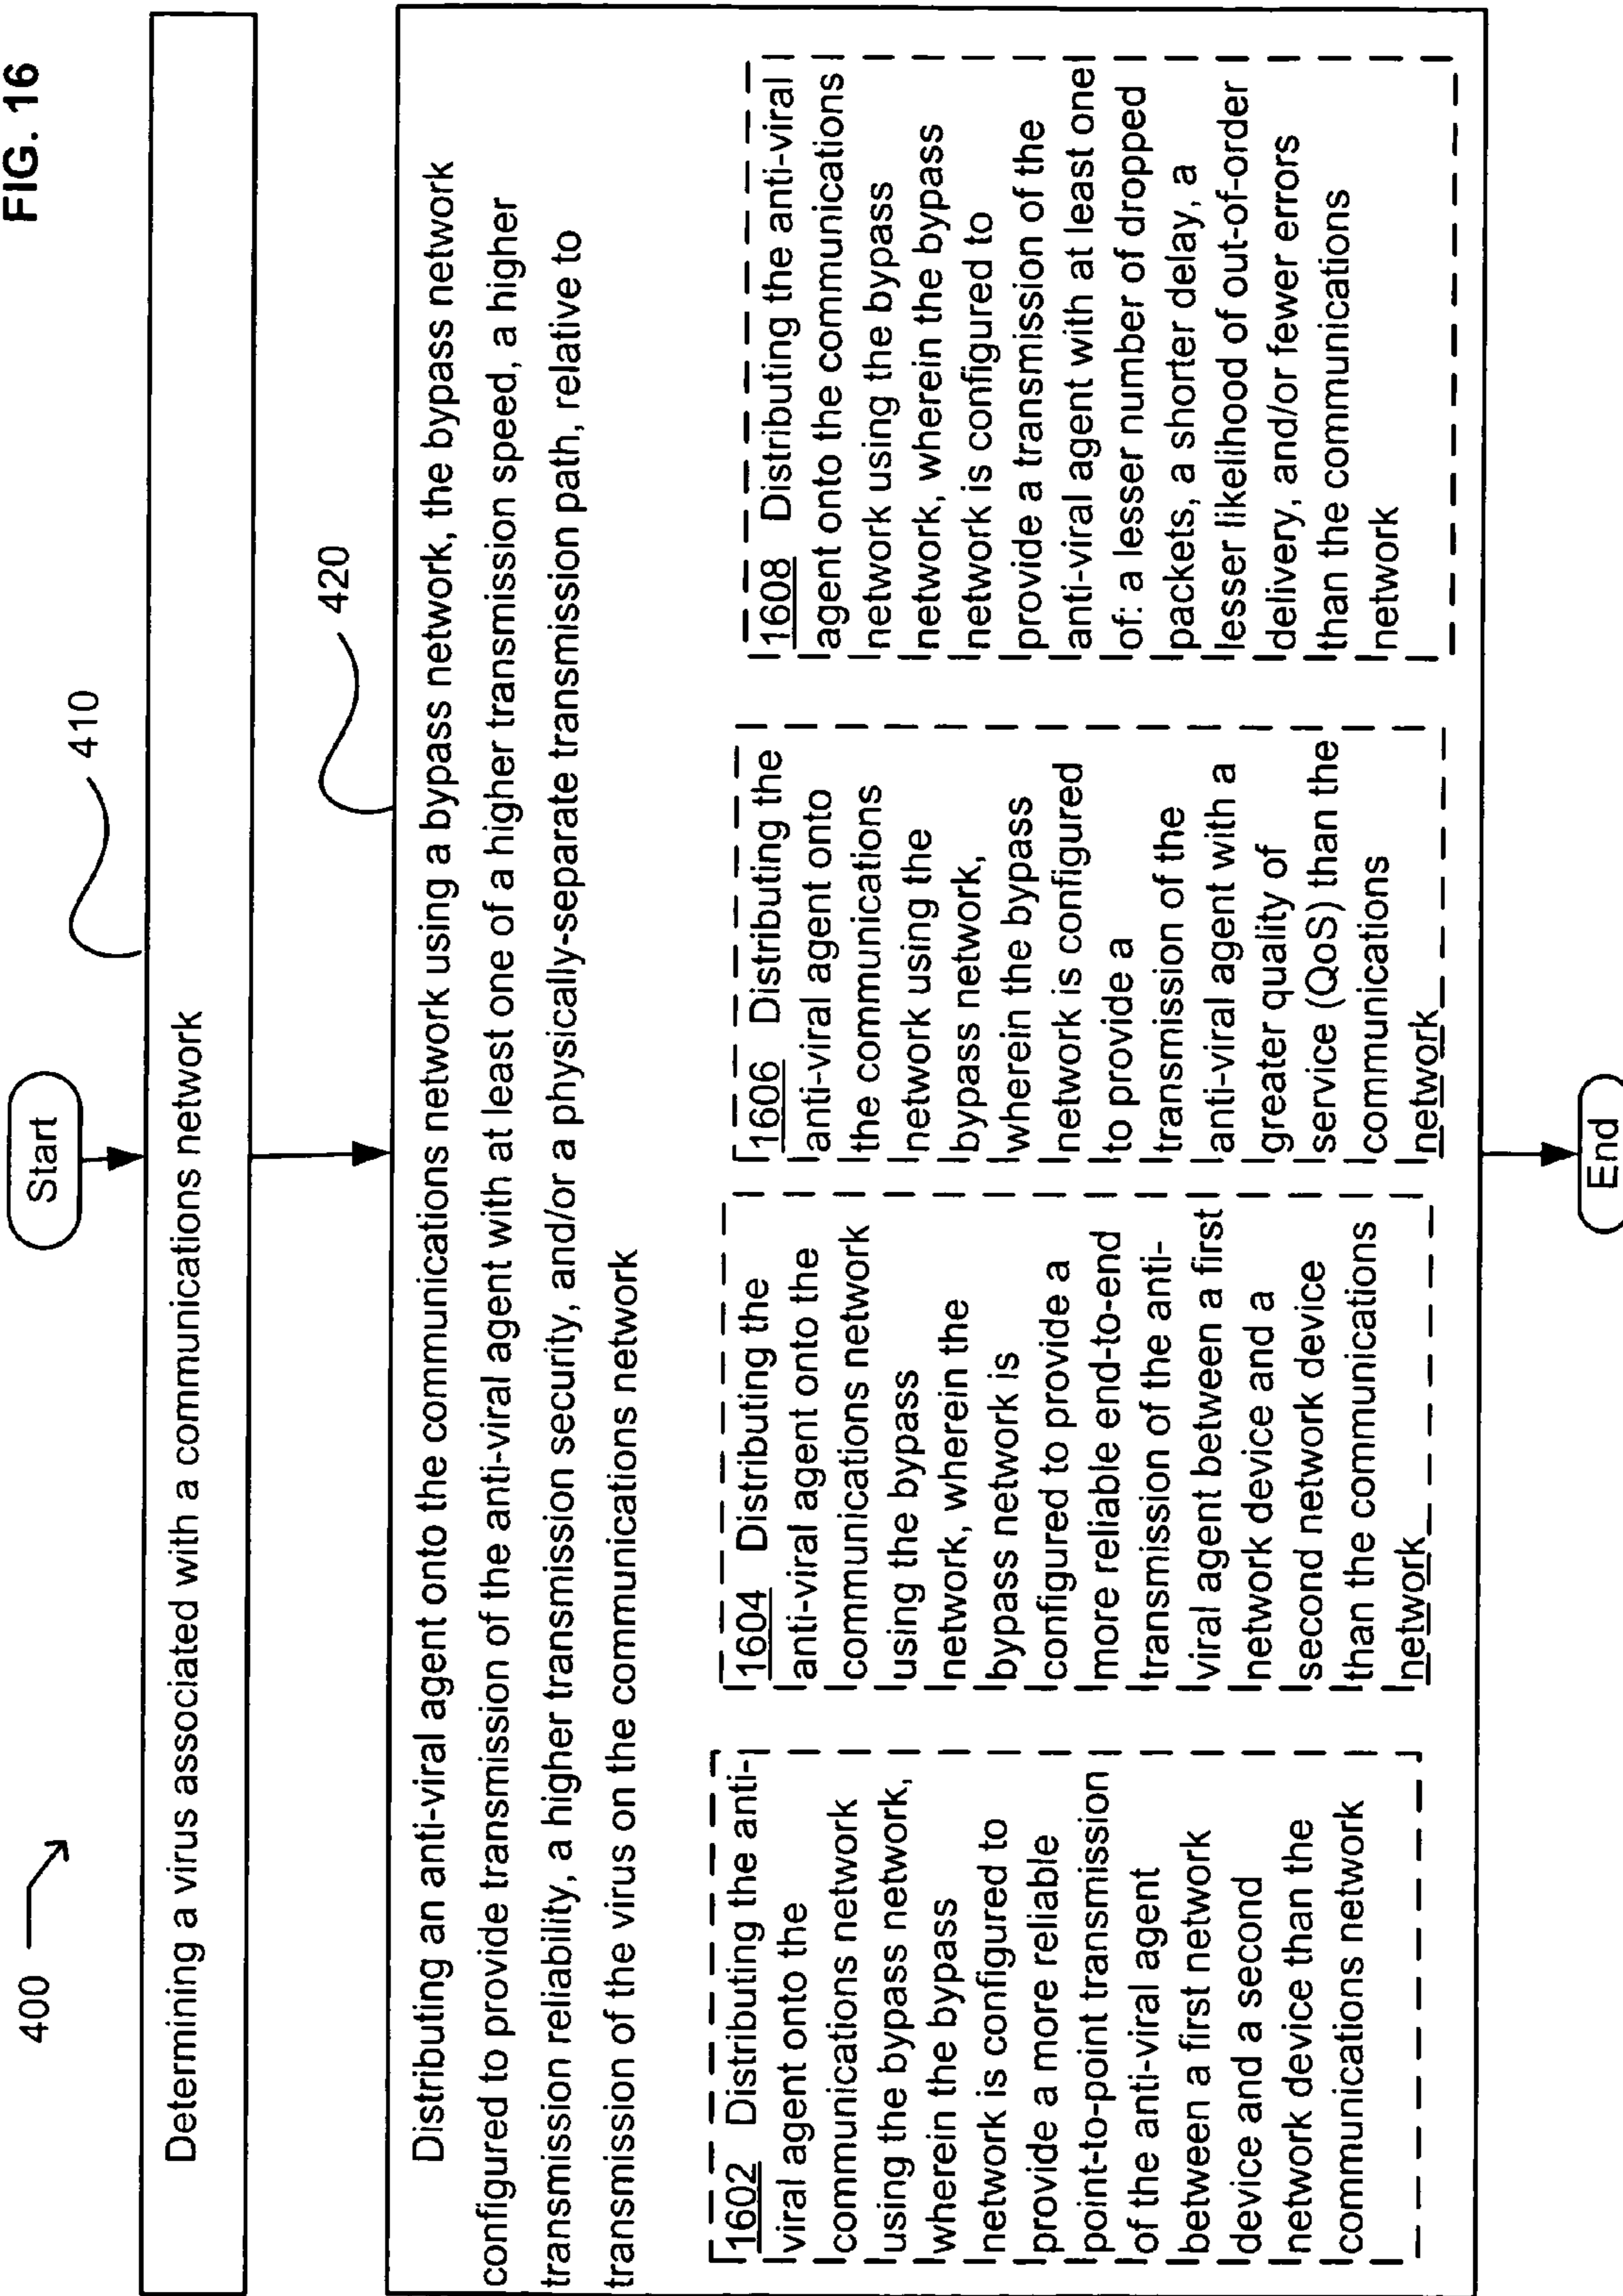 FIG. 16
400
Start
410
Determining a virus associated with a communications network
420
Distributing an anti-viral agent onto the communications network using a bypass network, the bypass network
configured to provide transmission of the anti-viral agent with at least one of a higher transmission speed, a higher
transmission reliability, a higher transmission security, and/or a physically-separate transmission path, relative to
transmission of the virus on the communications network
1602 Distributing the anti-
viral agent onto the
communications network
using the bypass network,
wherein the bypass
network is configured to
provide a more reliable
point-to-point transmission
of the anti-viral agent
between a first network
device and a second
network device than the
communications network
1604 Distributing the
anti-viral agent onto the
communications network
using the bypass
network, wherein the
bypass network is
configured to provide a
more reliable end-to-end
transmission of the anti-
viral agent between a first
network device and a
second network device
than the communications
network
1606 Distributing the
anti-viral agent onto
the communications
network using the
bypass network,
wherein the bypass
network is configured
to provide a
transmission of the
anti-viral agent with a
greater quality of
service (QoS) than the
communications
network
1608 Distributing the anti-viral
agent onto the communications
network using the bypass
network, wherein the bypass
network is configured to
provide a transmission of the
anti-viral agent with at least one
of: a lesser number of dropped
packets, a shorter delay, a
lesser likelihood of out-of-order
delivery, and/or fewer errors
than the communications
network
End